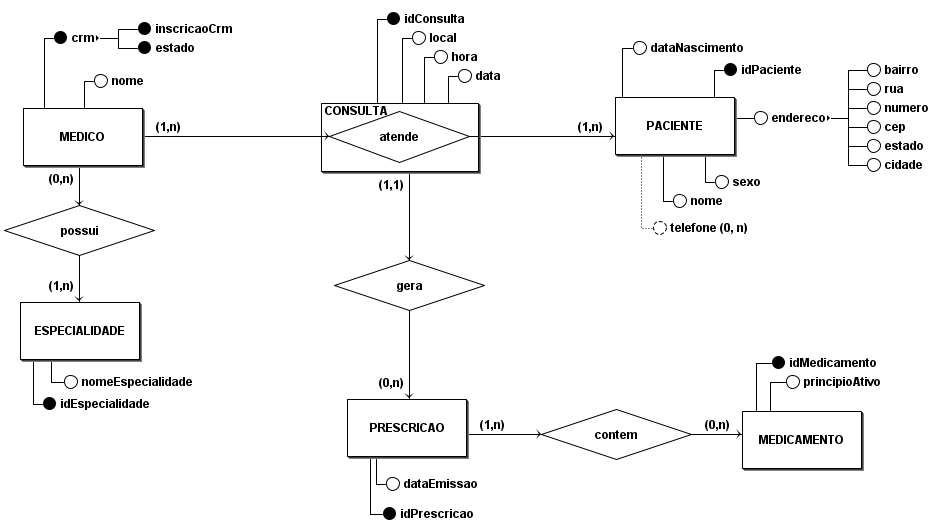 idConsulta
inscricaoCrm
crm
local
estado
hora
dataNascimento
data
nome
idPaciente
bairro
rua
numero
CONSULTA
endereco
cep
MEDICO
(1,n)
atende
(1,n)
PACIENTE
estado
cidade
(0,n)
(1,1)
sexo
nome
possui
telefone (0, n)
(1,n)
gera
ESPECIALIDADE
nomeEspecialidade
idEspecialidade
(0,n)
idMedicamento
principioAtivo
PRESCRICAO
(1,n)
contem
(0,n)
MEDICAMENTO
dataEmissao
idPrescricao